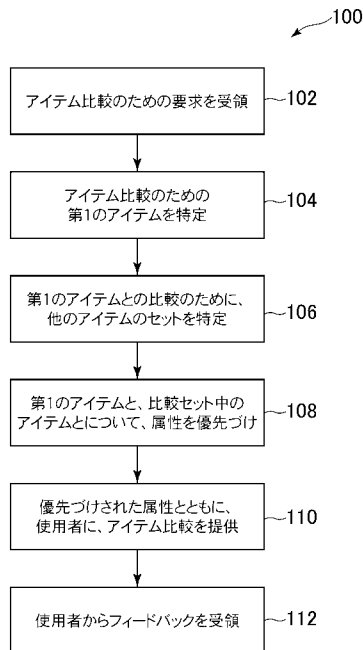 100
アイテム比較のための要求を受領
102
アイテム比較のための
第1のアイテムを特定
104
第1のアイテムとの比較のために、
他のアイテムのセットを特定
106
第1のアイテムと、比較セット中の
アイテムとについて、属性を優先づけ
108
優先づけされた属性とともに、
使用者に、アイテム比較を提供
110
使用者からフィードバックを受領
112